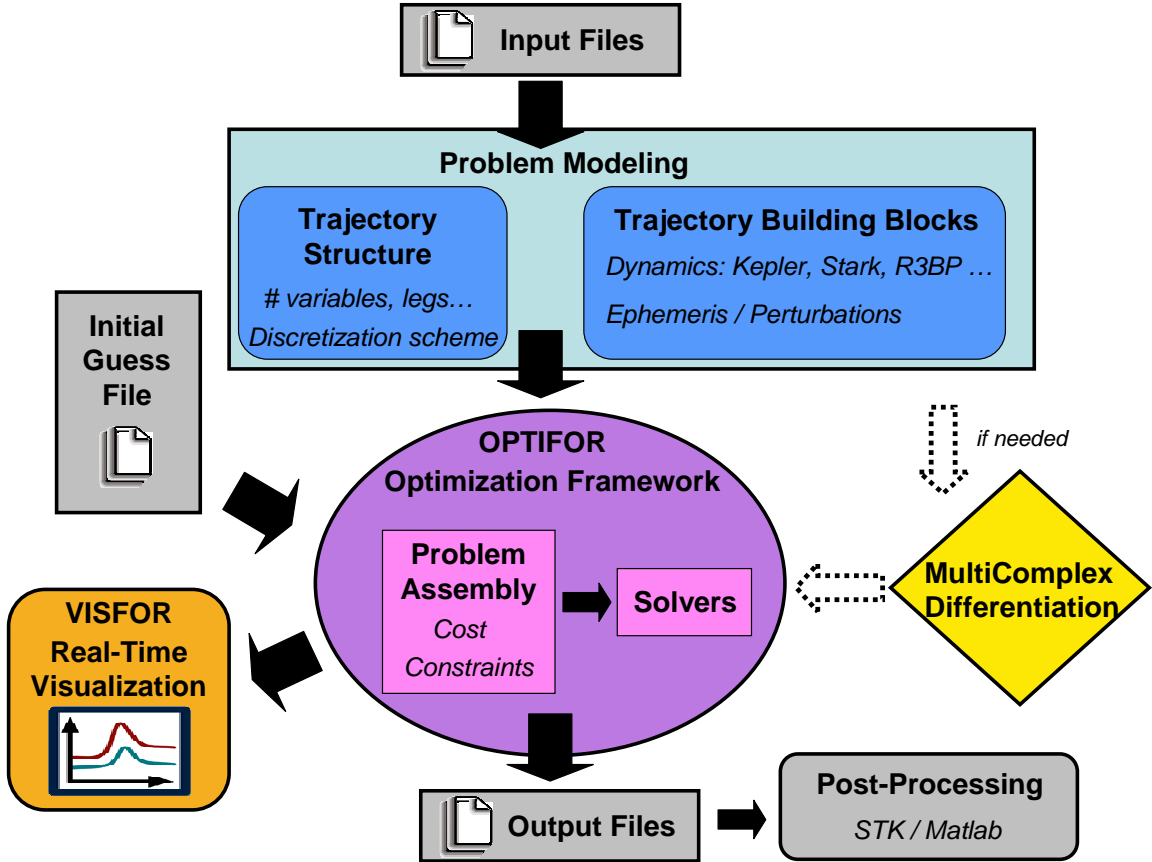 Input Files
Problem Modeling
Trajectory
Structure
# variables, legs…
Discretization scheme
Trajectory Building Blocks
Dynamics: Kepler, Stark, R3BP …
Ephemeris / Perturbations
Initial
Guess
File
OPTIFOR
Optimization Framework
Problem
Assembly
Cost
Constraints
Solvers
if needed
MultiComplex
Differentiation
VISFOR
Real-Time
Visualization
Output Files
Post-Processing
STK / Matlab